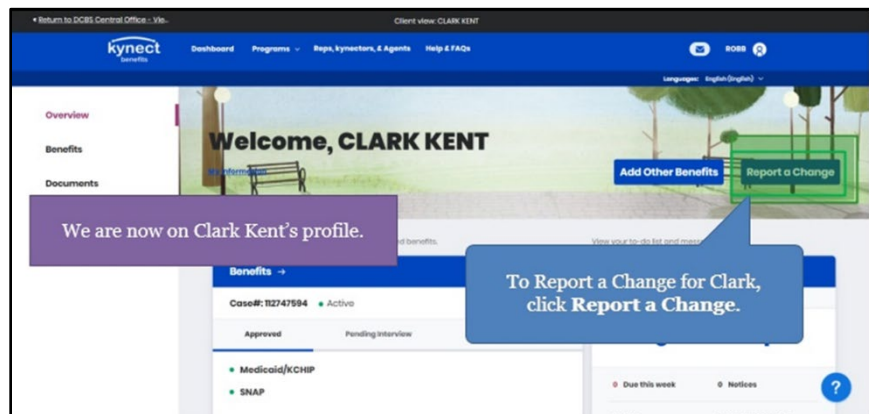 Return to DCBS Central Office - Vie..
Client view: CLARK KENT
kynect
benefits
Dashboard Programs Reps, kynectors, & Agents Help & FAQs
ROBB
Languages: English (English)
Overview
Benefits
Documents
Welcome, CLARK KENT
My Information
Add Other Benefits
Report a Change
We are now on Clark Kent's profile.
ed benefits.
View your to-do list and mess
To Report a Change for Clark,
click Report a Change.
Benefits →
Case#: 112747594 • Active
Approved Pending Interview
• Medicaid/KCHIP
• SNAP
0 Due this week 0 Notices
?